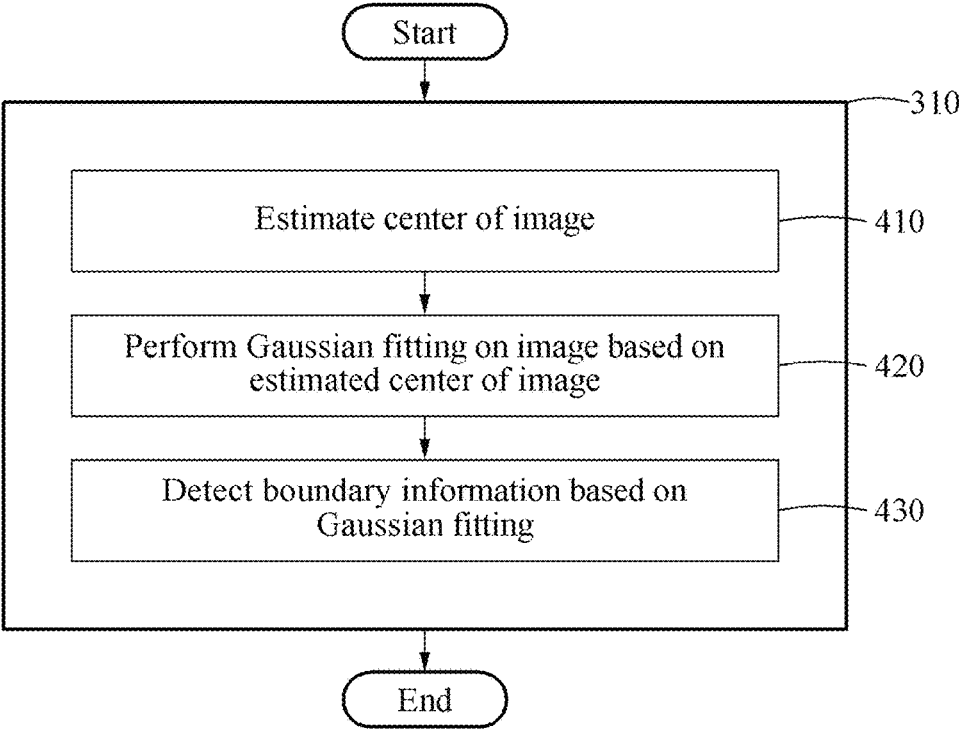 Start
310
Estimate center of image
410
Perform Gaussian fitting on image based on
estimated center of image
420
Detect boundary information based on
Gaussian fitting
430
End